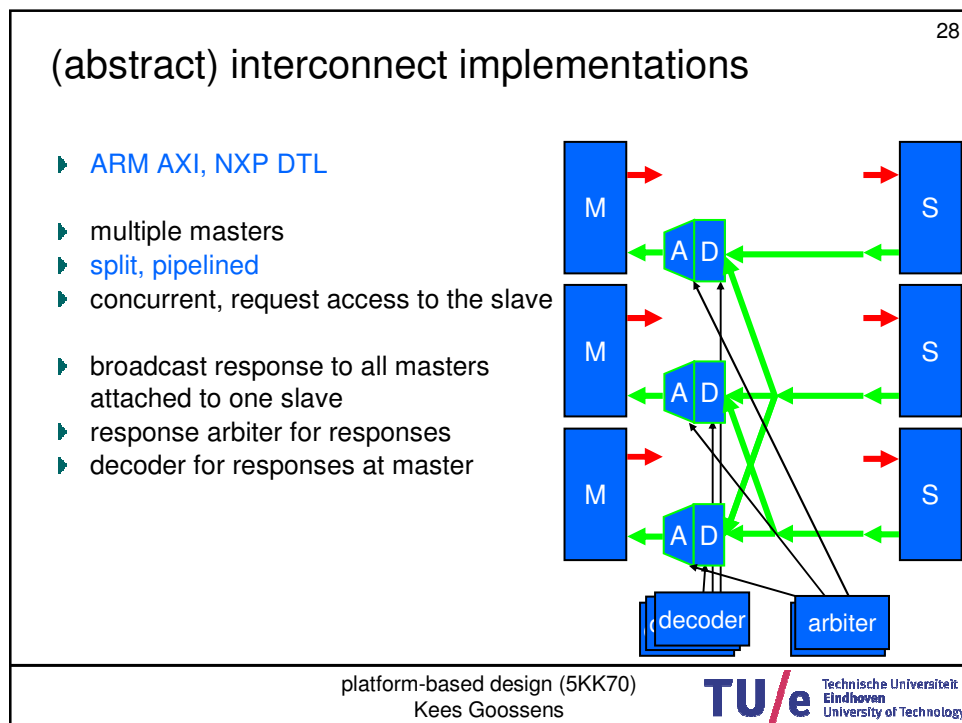 28
(abstract) interconnect implementations
ARM AXI, NXP DTL
multiple masters
split, pipelined
concurrent, request access to the slave
broadcast response to all masters
attached to one slave
response arbiter for responses
decoder for responses at master
M
S
A D
M
S
A D
M
S
A D
decoder
arbiter
platform-based design (5KK70)
Kees Goossens
TU/e
Technische Universiteit
Eindhoven
University of Technology